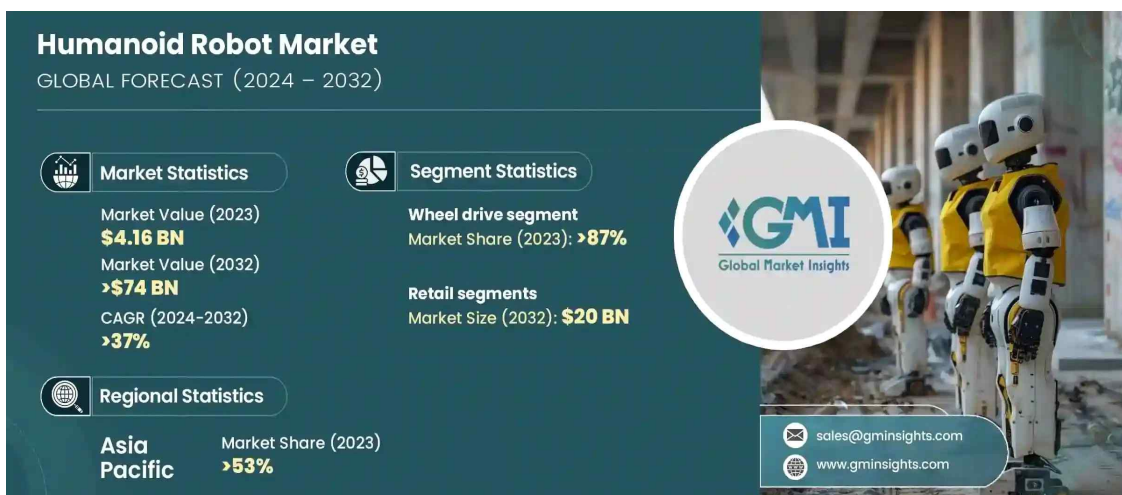 Humanoid Robot Market
GLOBAL FORECAST (2024 – 2032)
Market Statistics
Market Value (2023)
$4.16 BN
Market Value (2032)
>$74 BN
CAGR (2024-2032)
>37%
Segment Statistics
Wheel drive segment
Market Share (2023): >87%
Retail segments
Market Size (2032): $20 BN
Regional Statistics
Asia
Pacific
Market Share (2023)
>53%
GMI
Global Market Insights
sales@gminsights.com
www.gminsights.com